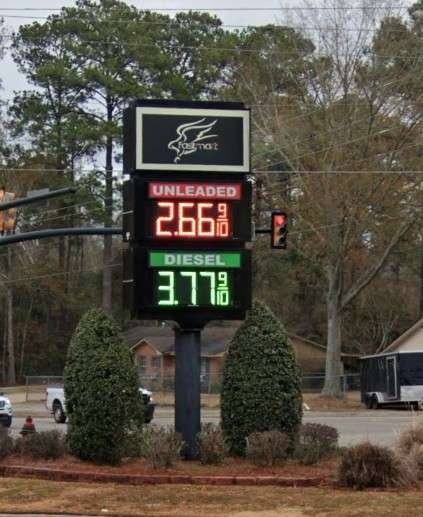 fastmart
UNLEADED
2.66 9/10
DIESEL
3.77 9/10